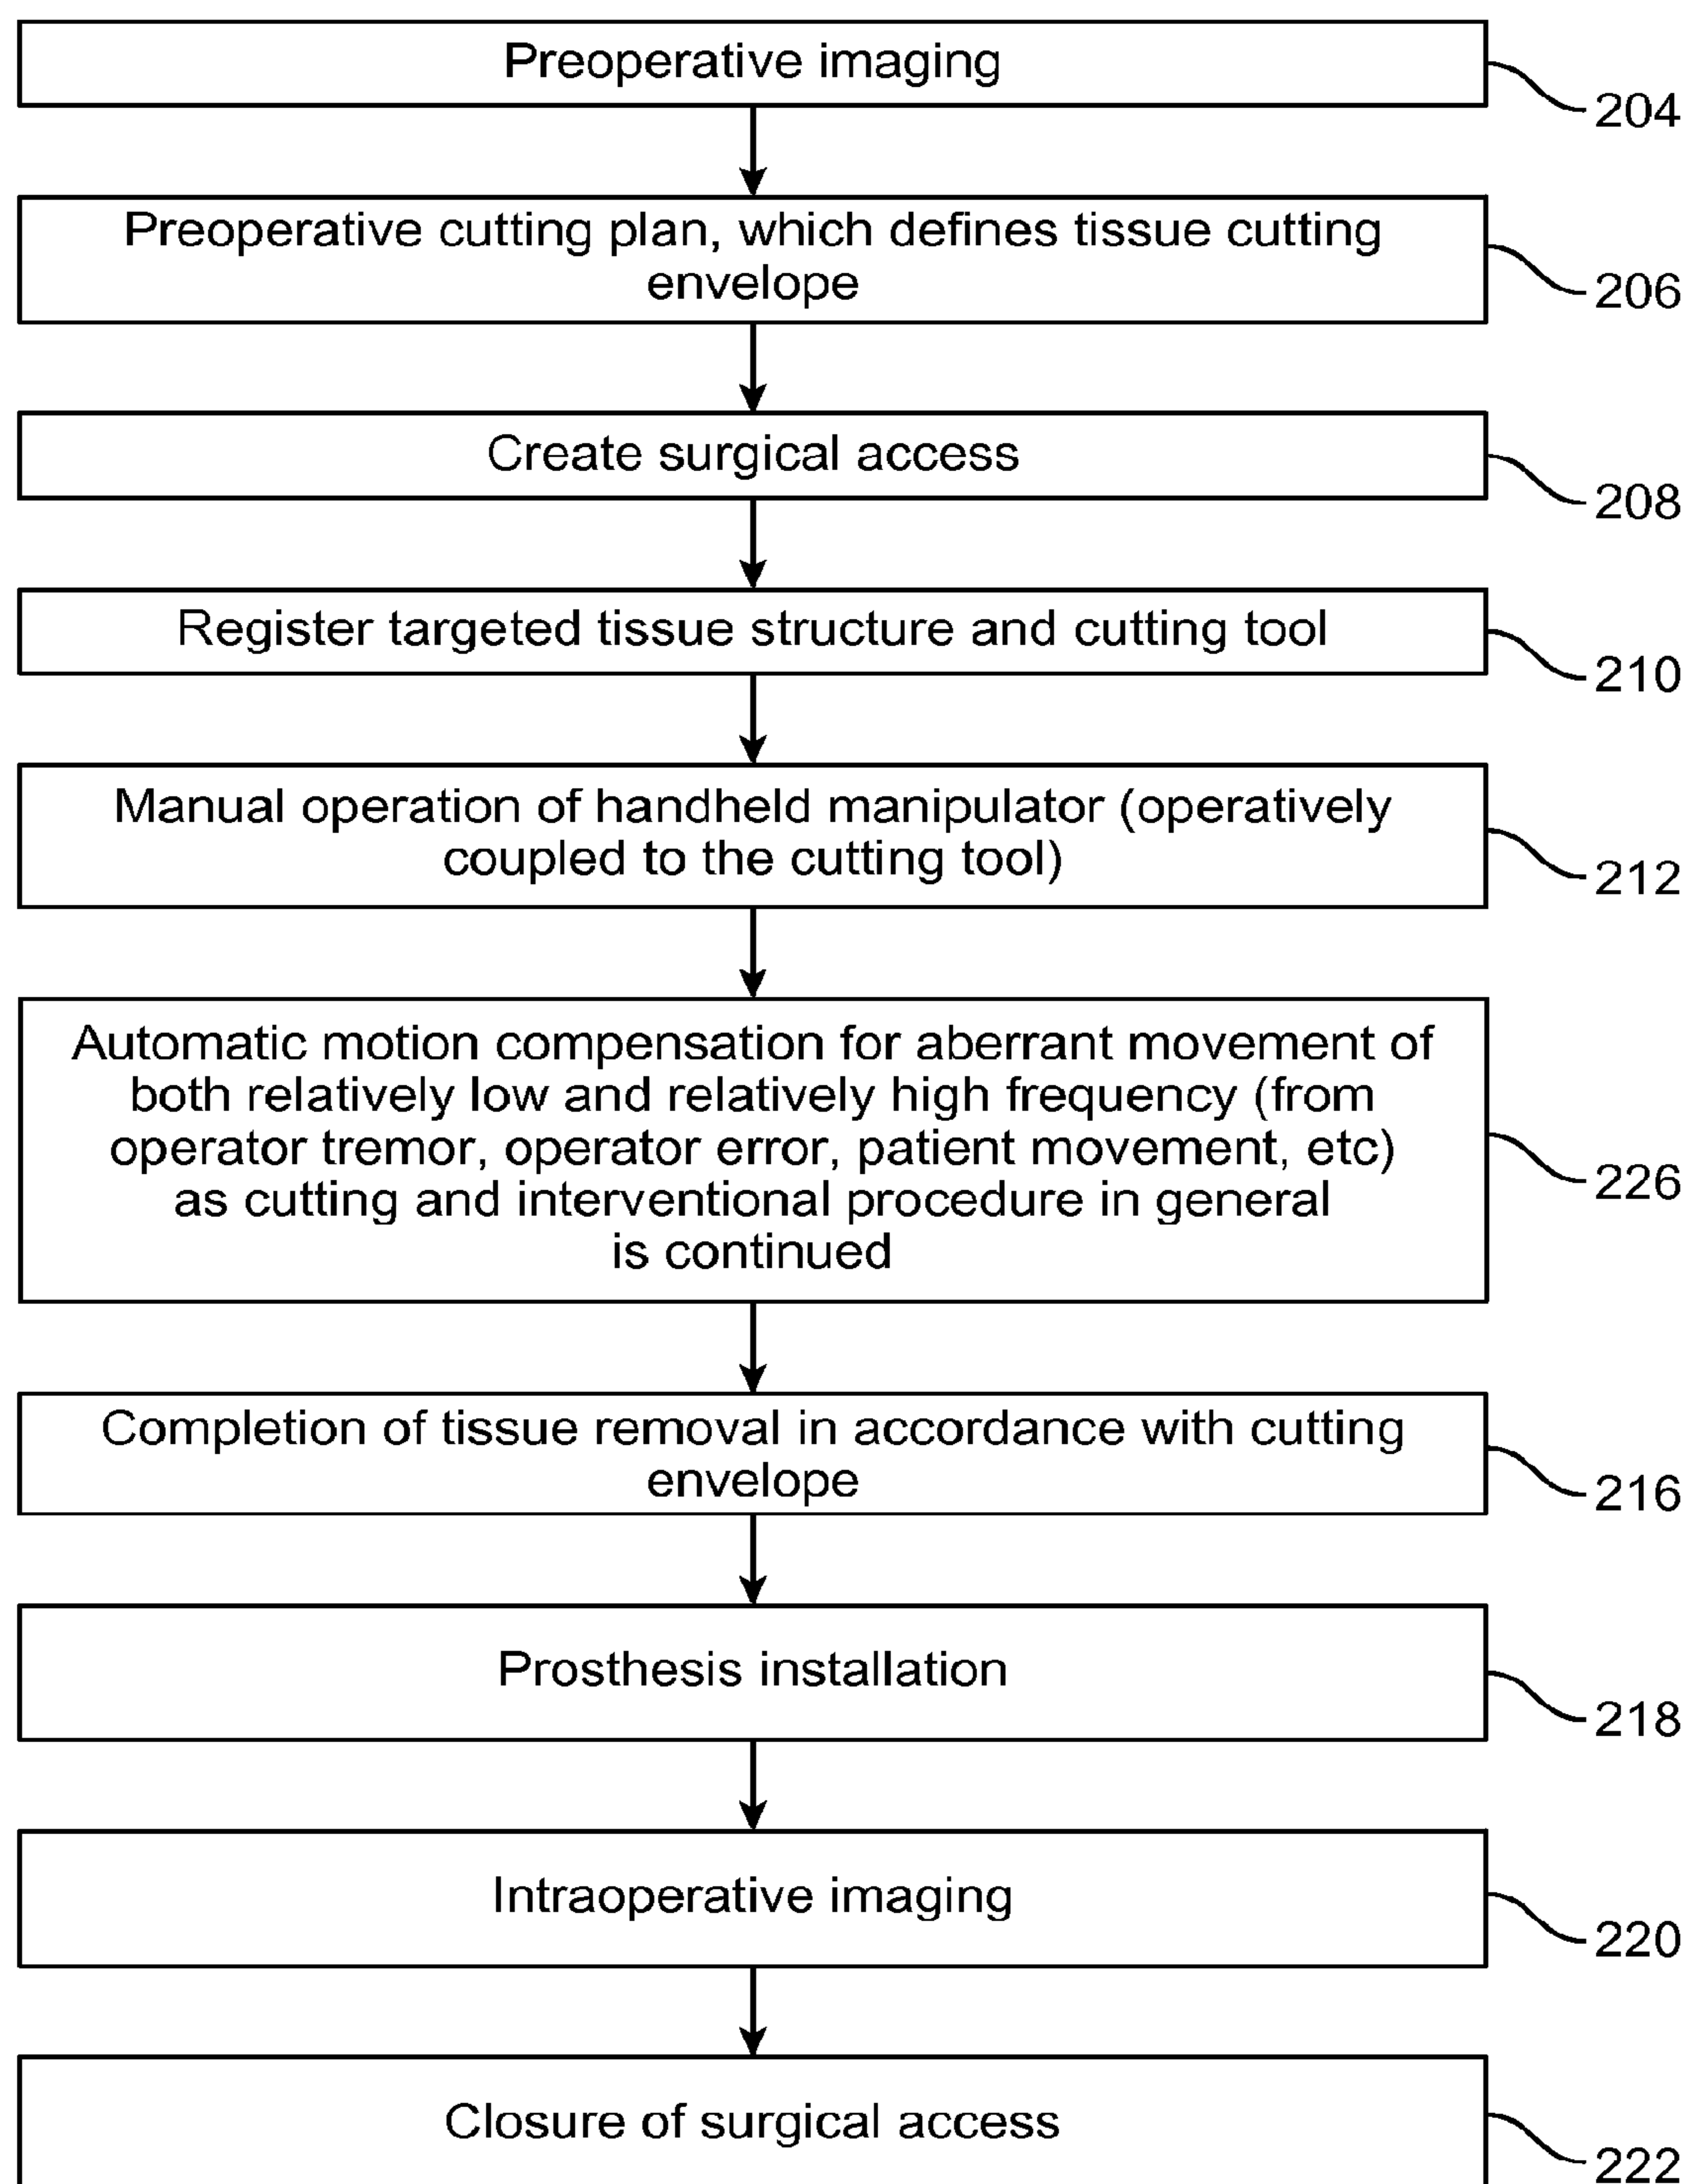 Preoperative imaging
204
Preoperative cutting plan, which defines tissue cutting
envelope
206
Create surgical access
208
Register targeted tissue structure and cutting tool
210
Manual operation of handheld manipulator (operatively
coupled to the cutting tool)
212
Automatic motion compensation for aberrant movement of
both relatively low and relatively high frequency (from
operator tremor, operator error, patient movement, etc)
as cutting and interventional procedure in general
is continued
226
Completion of tissue removal in accordance with cutting
envelope
216
Prosthesis installation
218
Intraoperative imaging
220
Closure of surgical access
222